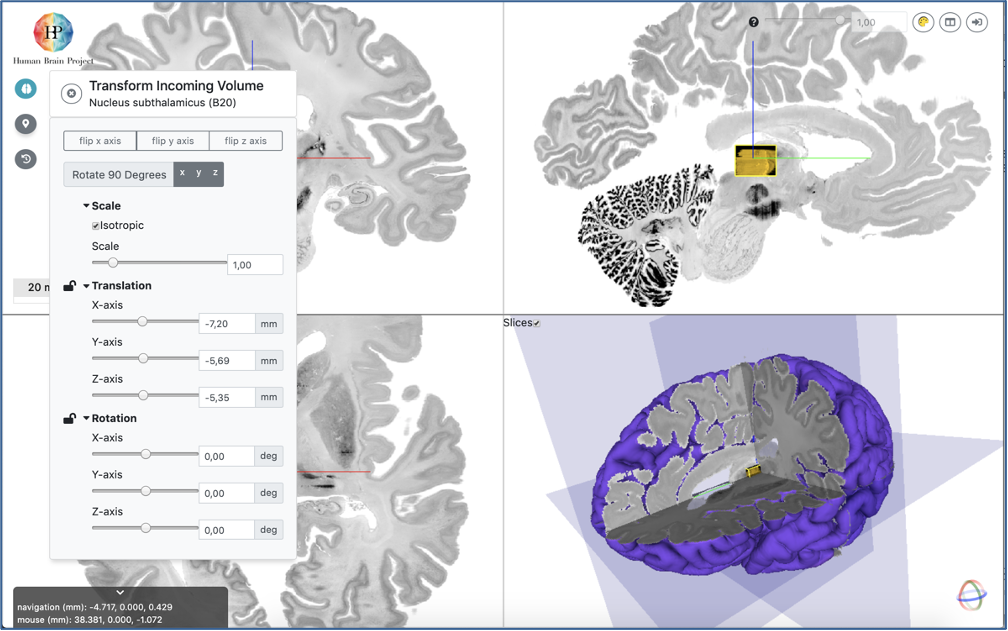 HP
Human Brain Project
Transform Incoming Volume
Nucleus subthalamicus (B20)
flip x axis flip y axis flip z axis
Rotate 90 Degrees x y z
Scale
Isotropic
Scale
1,00
20 m
Translation
X-axis
-7,20 mm
Y-axis
-5,69 mm
Z-axis
-5,35 mm
Rotation
X-axis
0,00 deg
Y-axis
0,00 deg
Z-axis
0,00 deg
navigation (mm): -4.717, 0.000, 0.429
mouse (mm): 38.381, 0.000, -1.072
? 1,00
Slices